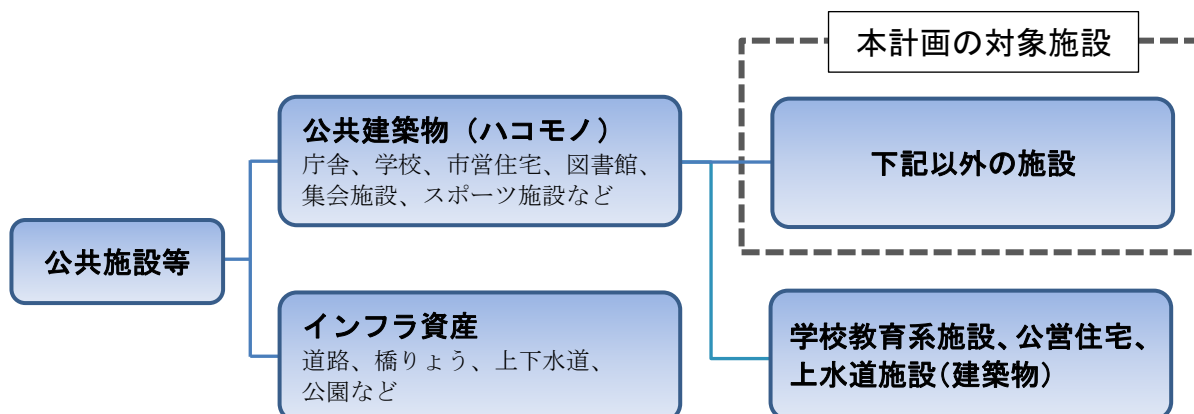 本計画の対象施設
公共建築物（ハコモノ）
庁舎、学校、市営住宅、図書館、
集会施設、スポーツ施設など
下記以外の施設
公共施設等
インフラ資産
道路、橋りょう、上下水道、
公園など
学校教育系施設、公営住宅、
上水道施設(建築物)